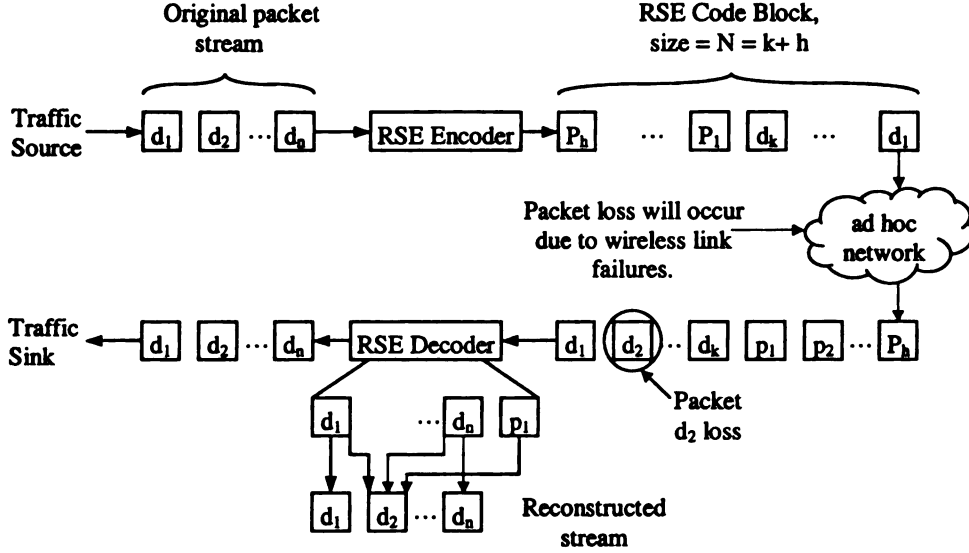 Original packet
stream
RSE Code Block,
size = N = k+ h
Traffic
Source
d₁ d₂ ... dₙ
RSE Encoder
Pₕ ... P₁ dₖ ... d₁
Packet loss will occur
due to wireless link
failures.
ad hoc
network
Traffic
Sink
d₁ d₂ ... dₙ
RSE Decoder
d₁ d₂ ... dₖ p₁ p₂ ... Pₕ
Packet
d₂ loss
d₁ ... dₙ p₁
d₁ d₂ ... dₙ
Reconstructed
stream